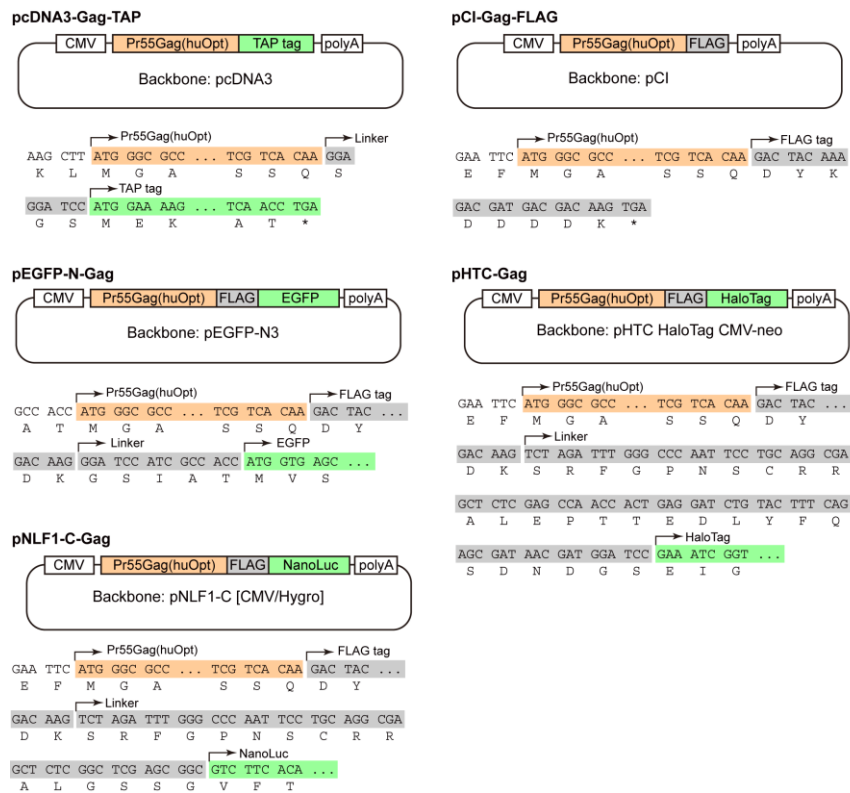 pcDNA3-Gag-TAP
CMV Pr55Gag(huOpt) TAP tag polyA
Backbone: pcDNA3
Pr55Gag(huOpt) Linker
AAG CTT ATG GGC GCC ... TCG TCA CAA GGA
K L M G A S S Q S
TAP tag
GGA TCC ATG GAA AAG ... TCA ACC TGA
G S M E K A T *
pCI-Gag-FLAG
CMV Pr55Gag(huOpt) FLAG polyA
Backbone: pCI
Pr55Gag(huOpt) FLAG tag
GAA TTC ATG GGC GCC ... TCG TCA CAA GAC TAC AAA
E F M G A S S Q D Y K
GAC GAT GAC GAC AAG TGA
D D D D K *
pEGFP-N-Gag
CMV Pr55Gag(huOpt) FLAG EGFP polyA
Backbone: pEGFP-N3
Pr55Gag(huOpt) FLAG tag
GCC ACC ATG GGC GCC ... TCG TCA CAA GAC TAC ...
A T M G A S S Q D Y
Linker EGFP
GAC AAG GGA TCC ATC GCC ACC ATG GTG AGC ...
D K G S I A T M V S
pHTC-Gag
CMV Pr55Gag(huOpt) FLAG HaloTag polyA
Backbone: pHTC HaloTag CMV-neo
Pr55Gag(huOpt) FLAG tag
GAA TTC ATG GGC GCC ... TCG TCA CAA GAC TAC ...
E F M G A S S Q D Y
Linker
GAC AAG TCT AGA TTT GGG CCC AAT TCC TGC AGG CGA
D K S R F G P N S C R R
GCT CTC GAG CCA ACC ACT GAG GAT CTG TAC TTT CAG
A L E P T T E D L Y F Q
HaloTag
AGC GAT AAC GAT GGA TCC GAA ATC GGT ...
S D N D G S E I G
pNLF1-C-Gag
CMV Pr55Gag(huOpt) FLAG NanoLuc polyA
Backbone: pNLF1-C [CMV/Hygro]
Pr55Gag(huOpt) FLAG tag
GAA TTC ATG GGC GCC ... TCG TCA CAA GAC TAC ...
E F M G A S S Q D Y
Linker
GAC AAG TCT AGA TTT GGG CCC AAT TCC TGC AGG CGA
D K S R F G P N S C R R
NanoLuc
GCT CTC GGC TCG AGC GGC GTC TTC ACA ...
A L G S S G V F T